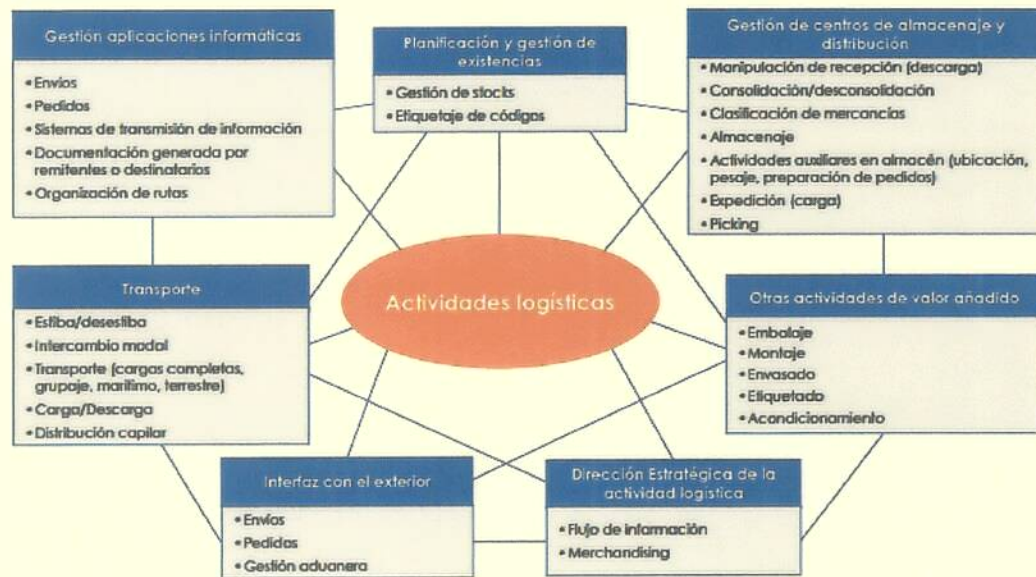 Gestión aplicaciones informáticas
• Envíos
• Pedidos
• Sistemas de transmisión de información
• Documentación generada por
remitentes o destinatarios
• Organización de rutas
Planificación y gestión de
existencias
• Gestión de stocks
• Etiquetaje de códigos
Gestión de centros de almacenaje y
distribución
• Manipulación de recepción (descarga)
• Consolidación/desconsolidación
• Clasificación de mercancías
• Almacenaje
• Actividades auxiliares en almacén (ubicación,
pesaje, preparación de pedidos)
• Expedición (carga)
• Picking
Actividades logísticas
Transporte
• Estiba/desestiba
• Intercambio modal
• Transporte (cargas completas,
grupaje, marítimo, terrestre)
• Carga/Descarga
• Distribución capilar
Otras actividades de valor añadido
• Embalaje
• Montaje
• Envasado
• Etiquetado
• Acondicionamiento
Interfaz con el exterior
• Envíos
• Pedidos
• Gestión aduanera
Dirección Estratégica de la
actividad logística
• Flujo de información
• Merchandising